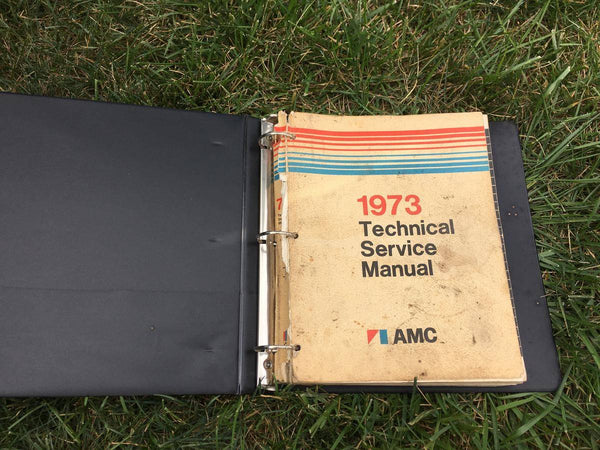 1973
Technical
Service
Manual
AMC